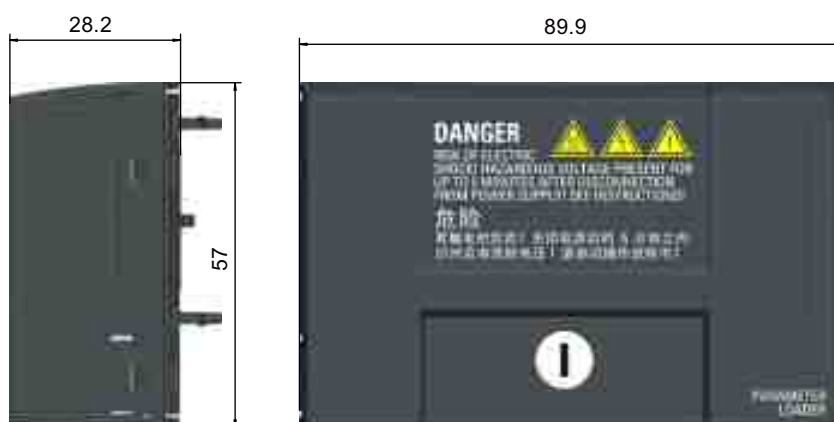 28.2
89.9
57
DANGER
RISK OF ELECTRIC
SHOCK! HAZARDOUS VOLTAGE PRESENT FOR
UP TO 5 MINUTES AFTER DISCONNECTION
FROM POWER SUPPLY! SEE INSTRUCTIONS!
危险
5
PARAMETER
LOADER